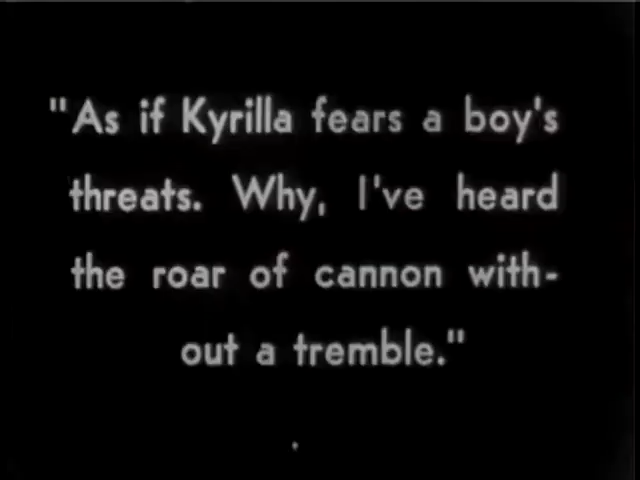 "As if Kyrilla fears a boy's
threats. Why, I've heard
the roar of cannon with-
out a tremble."